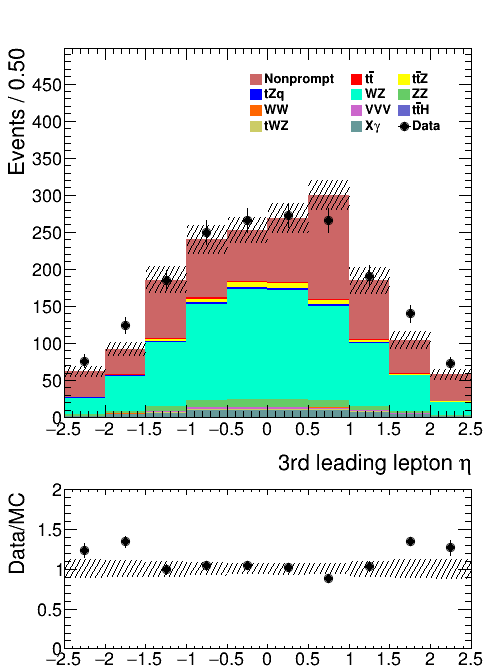 Events / 0.50
450
400
350
300
250
200
150
100
50
0
Nonprompt tt̄ tt̄Z
tZq WZ ZZ
WW VVV tt̄H
tWZ Xγ Data
−2.5 −2 −1.5 −1 −0.5 0 0.5 1 1.5 2 2.5
3rd leading lepton η
Data/MC
2
1.5
1
0.5
0
−2.5 −2 −1.5 −1 −0.5 0 0.5 1 1.5 2 2.5